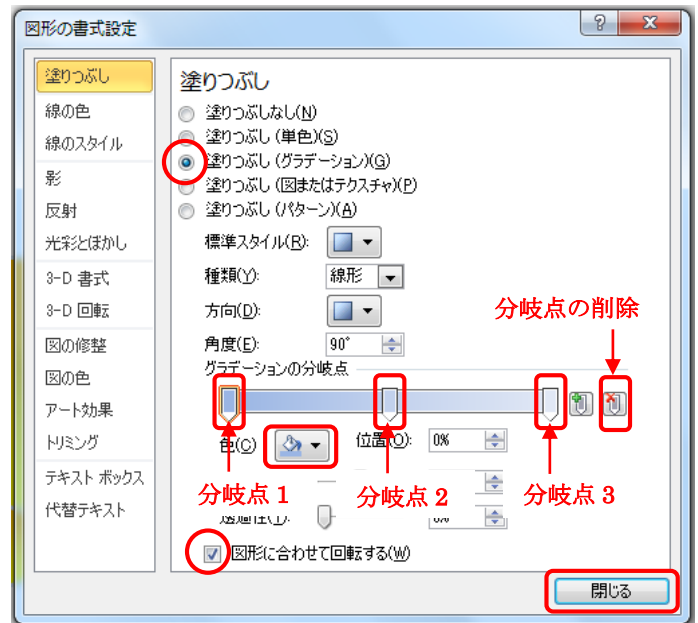 図形の書式設定
塗りつぶし
線の色
線のスタイル
影
反射
光彩とぼかし
3-D 書式
3-D 回転
図の修整
図の色
アート効果
トリミング
テキスト ボックス
代替テキスト
塗りつぶし
塗りつぶしなし(N)
塗りつぶし (単色)(S)
塗りつぶし (グラデーション)(G)
塗りつぶし (図またはテクスチャ)(P)
塗りつぶし (パターン)(A)
標準スタイル(R):
種類(Y): 線形
方向(D):
分岐点の削除
角度(E): 90°
グラデーションの分岐点
色(C) 位置(O): 0%
分岐点 1 分岐点 2 分岐点 3
図形に合わせて回転する(W)
閉じる